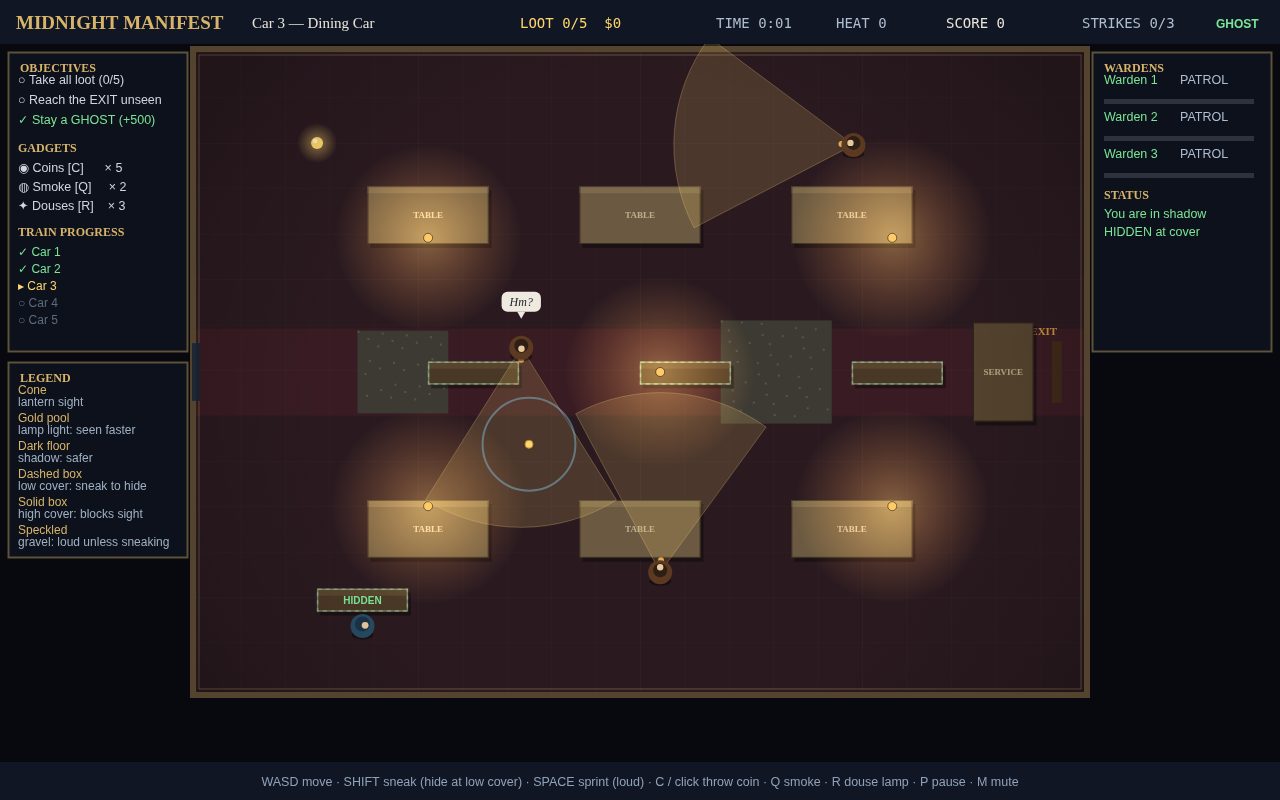 MIDNIGHT MANIFEST Car 3 — Dining Car LOOT 0/5 $0 TIME 0:01 HEAT 0 SCORE 0 STRIKES 0/3 GHOST
OBJECTIVES
○ Take all loot (0/5)
○ Reach the EXIT unseen
✓ Stay a GHOST (+500)
GADGETS
◉ Coins [C] × 5
◍ Smoke [Q] × 2
✦ Douses [R] × 3
TRAIN PROGRESS
✓ Car 1
✓ Car 2
▸ Car 3
○ Car 4
○ Car 5
LEGEND
Cone
lantern sight
Gold pool
lamp light: seen faster
Dark floor
shadow: safer
Dashed box
low cover: sneak to hide
Solid box
high cover: blocks sight
Speckled
gravel: loud unless sneaking
TABLE TABLE TABLE
Hm?
EXIT
SERVICE
TABLE TABLE TABLE
HIDDEN
WARDENS
Warden 1 PATROL
Warden 2 PATROL
Warden 3 PATROL
STATUS
You are in shadow
HIDDEN at cover
WASD move · SHIFT sneak (hide at low cover) · SPACE sprint (loud) · C / click throw coin · Q smoke · R douse lamp · P pause · M mute